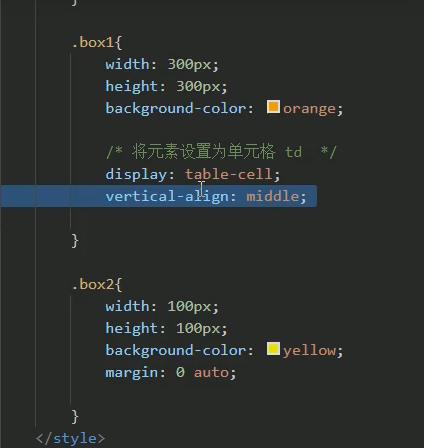 }
.box1{
width: 300px;
height: 300px;
background-color: orange;
/* 将元素设置为单元格 td  */
display: table-cell;
vertical-align: middle;
}
.box2{
width: 100px;
height: 100px;
background-color: yellow;
margin: 0 auto;
}
</style>